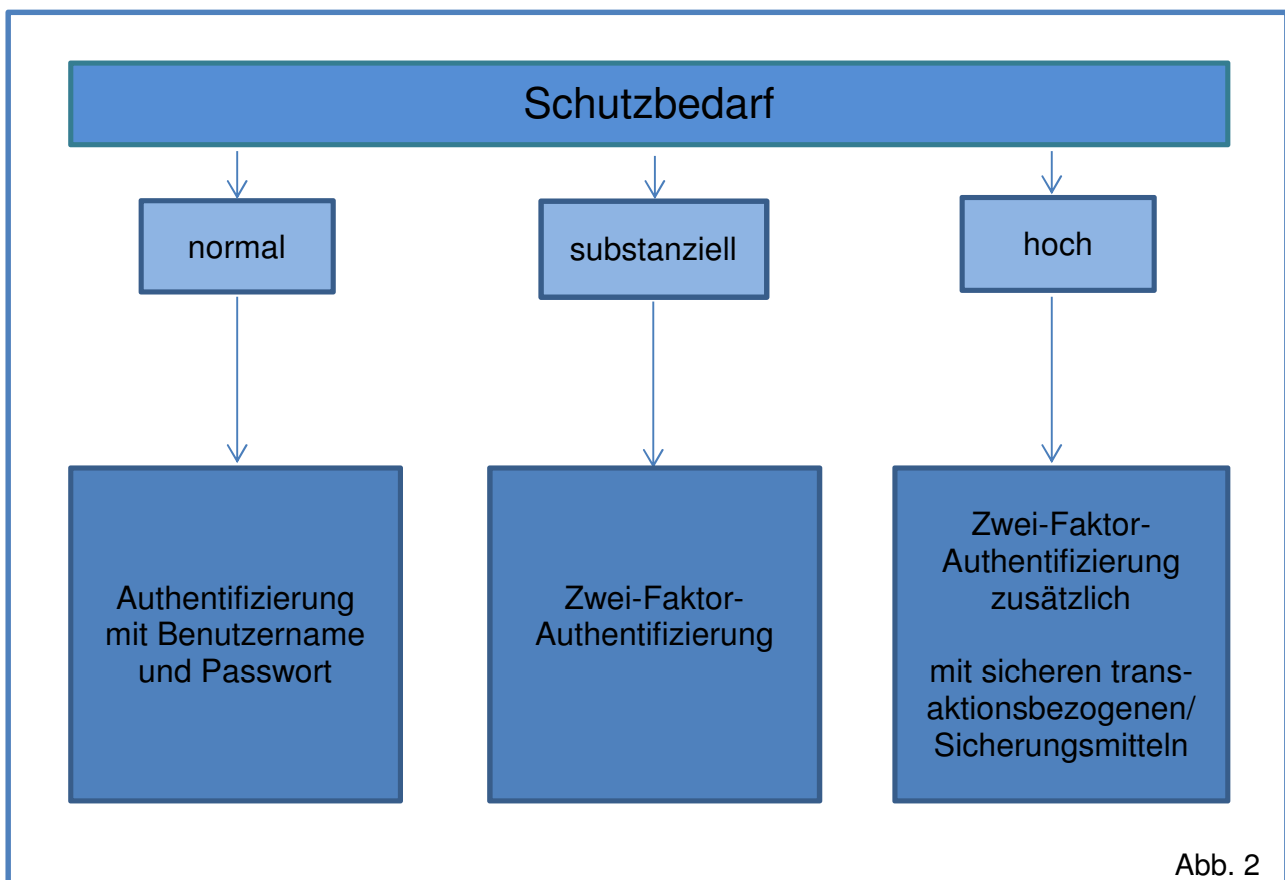 Schutzbedarf
normal
substanziell
hoch
Authentifizierung
mit Benutzername
und Passwort
Zwei-Faktor-
Authentifizierung
Zwei-Faktor-
Authentifizierung
zusätzlich
mit sicheren trans-
aktionsbezogenen/
Sicherungsmitteln
Abb. 2